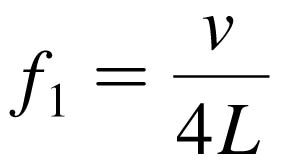 f₁ = v / 4L